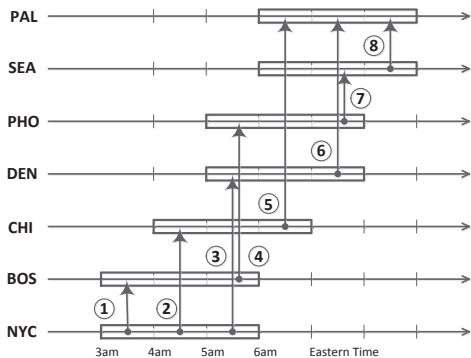 PAL
SEA
8
PHO
7
DEN
6
CHI
5
BOS
3 4
NYC
1 2
3am 4am 5am 6am Eastern Time